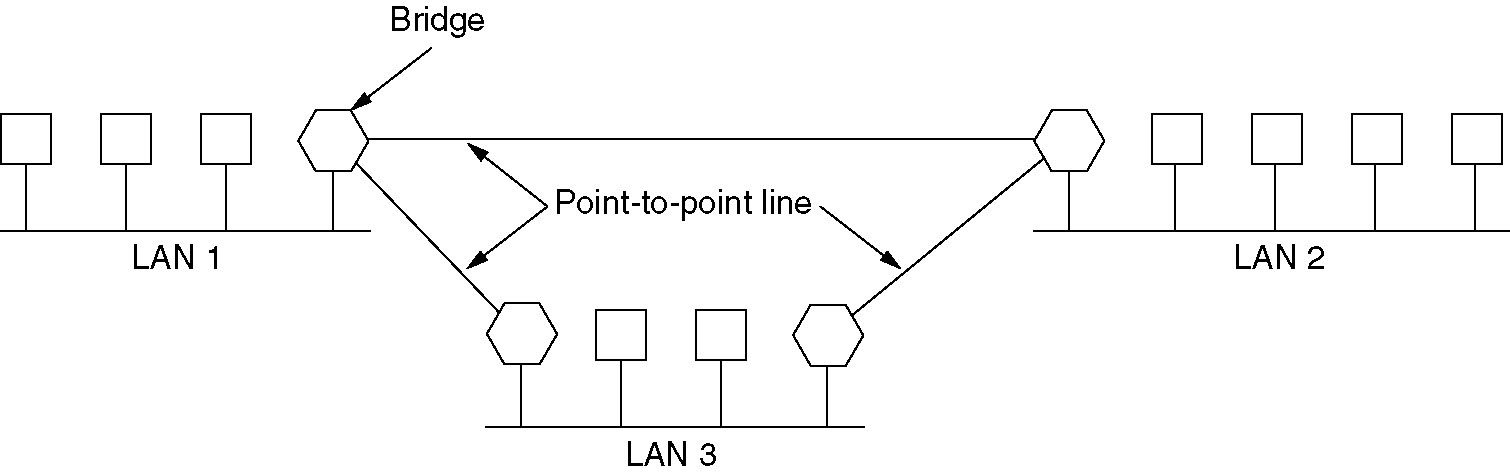 Bridge
Point-to-point line
LAN 1
LAN 2
LAN 3